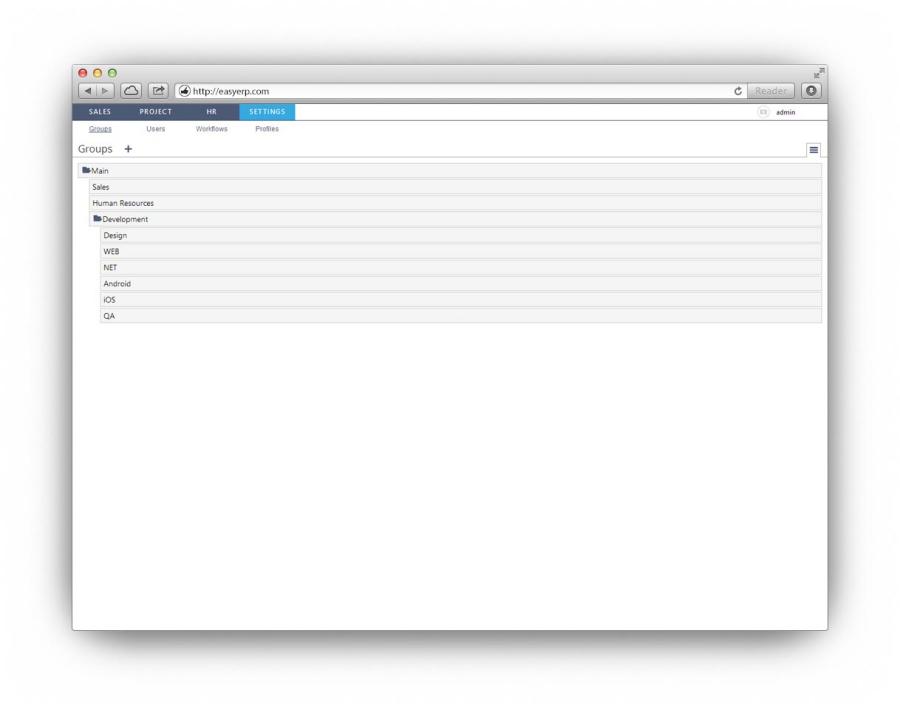 http://easyerp.com Reader
SALES PROJECT HR SETTINGS admin
Groups Users Workflows Profiles
Groups +
Main
Sales
Human Resources
Development
Design
WEB
NET
Android
iOS
QA